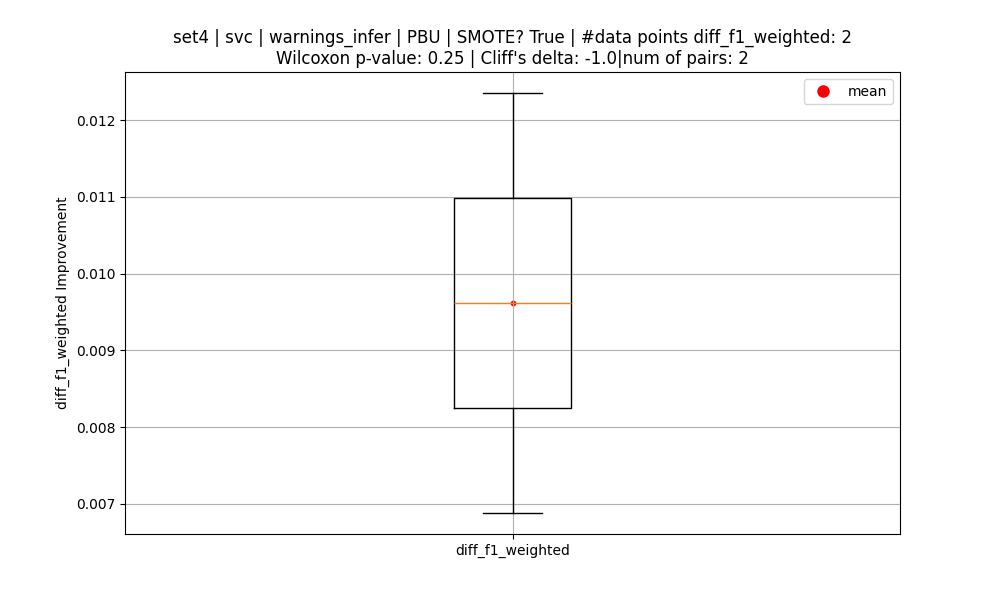 set4 | svc | warnings_infer | PBU | SMOTE? True | #data points diff_f1_weighted: 2
Wilcoxon p-value: 0.25 | Cliff's delta: -1.0|num of pairs: 2
mean
0.012
0.011
0.010
0.009
0.008
0.007
diff_f1_weighted Improvement
diff_f1_weighted